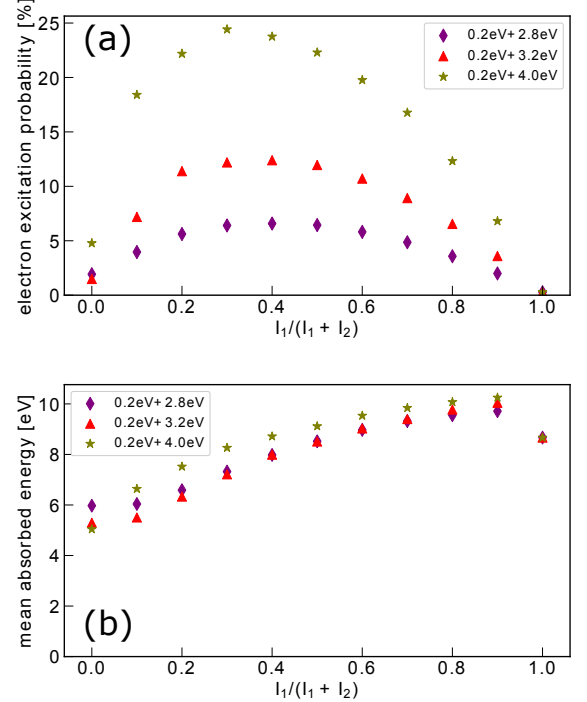 electron excitation probability [%]
(a)
0.2eV+2.8eV
0.2eV+3.2eV
0.2eV+4.0eV
25
20
15
10
5
0
0.0 0.2 0.4 0.6 0.8 1.0
I₁/(I₁ + I₂)
mean absorbed energy [eV]
0.2eV+2.8eV
0.2eV+3.2eV
0.2eV+4.0eV
10
8
6
4
2
0
(b)
0.0 0.2 0.4 0.6 0.8 1.0
I₁/(I₁ + I₂)